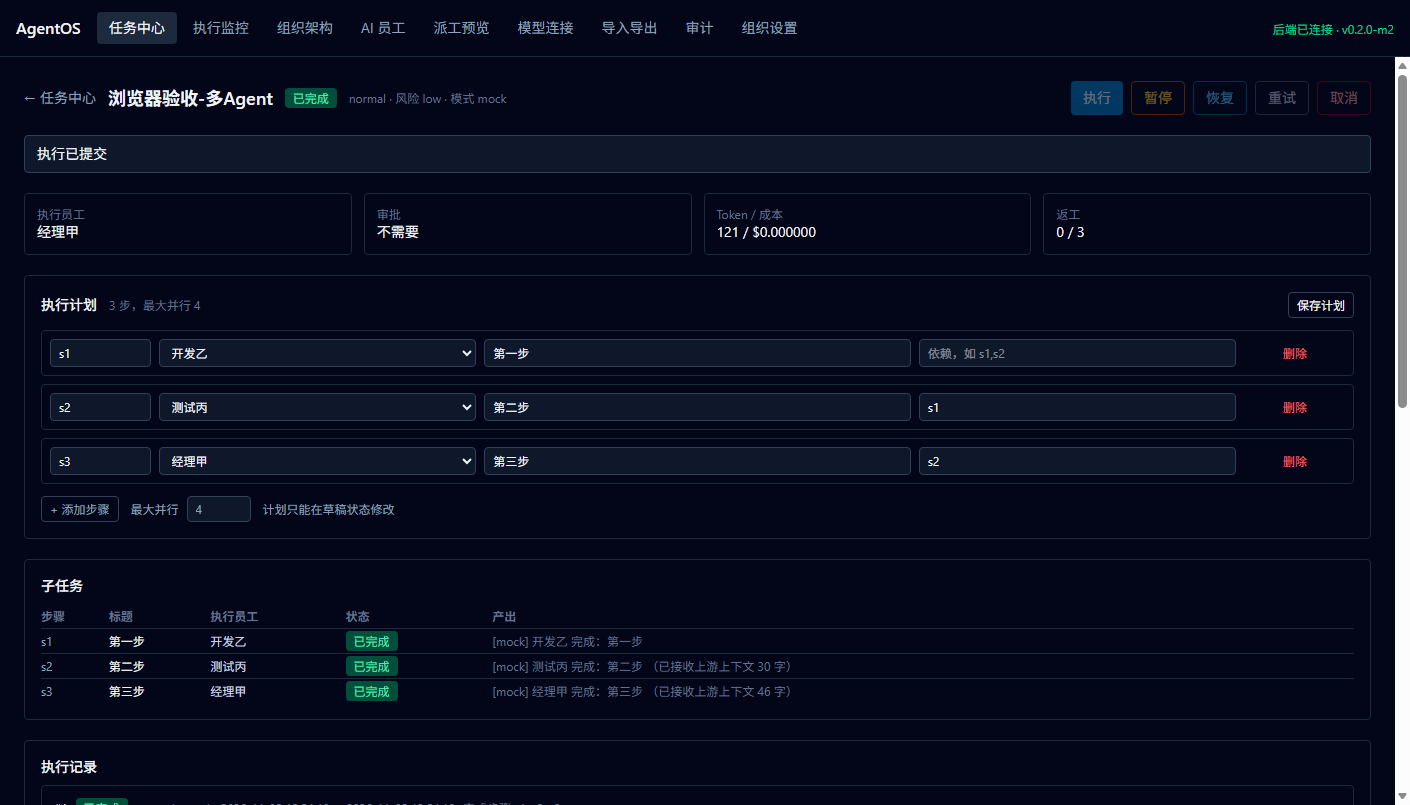 AgentOS 任务中心 执行监控 组织架构 AI 员工 派工预览 模型连接 导入导出 审计 组织设置 后端已连接 · v0.2.0-m2
← 任务中心 浏览器验收-多Agent 已完成 normal · 风险 low · 模式 mock 执行 暂停 恢复 重试 取消
执行已提交
执行员工 审批 Token / 成本 返工
经理甲 不需要 121 / $0.000000 0 / 3
执行计划 3 步，最大并行 4 保存计划
s1 开发乙 第一步 依赖，如 s1,s2 删除
s2 测试丙 第二步 s1 删除
s3 经理甲 第三步 s2 删除
+ 添加步骤 最大并行 4 计划只能在草稿状态修改
子任务
步骤 标题 执行员工 状态 产出
s1 第一步 开发乙 已完成 [mock] 开发乙 完成：第一步
s2 第二步 测试丙 已完成 [mock] 测试丙 完成：第二步 （已接收上游上下文 30 字）
s3 第三步 经理甲 已完成 [mock] 经理甲 完成：第三步 （已接收上游上下文 46 字）
执行记录